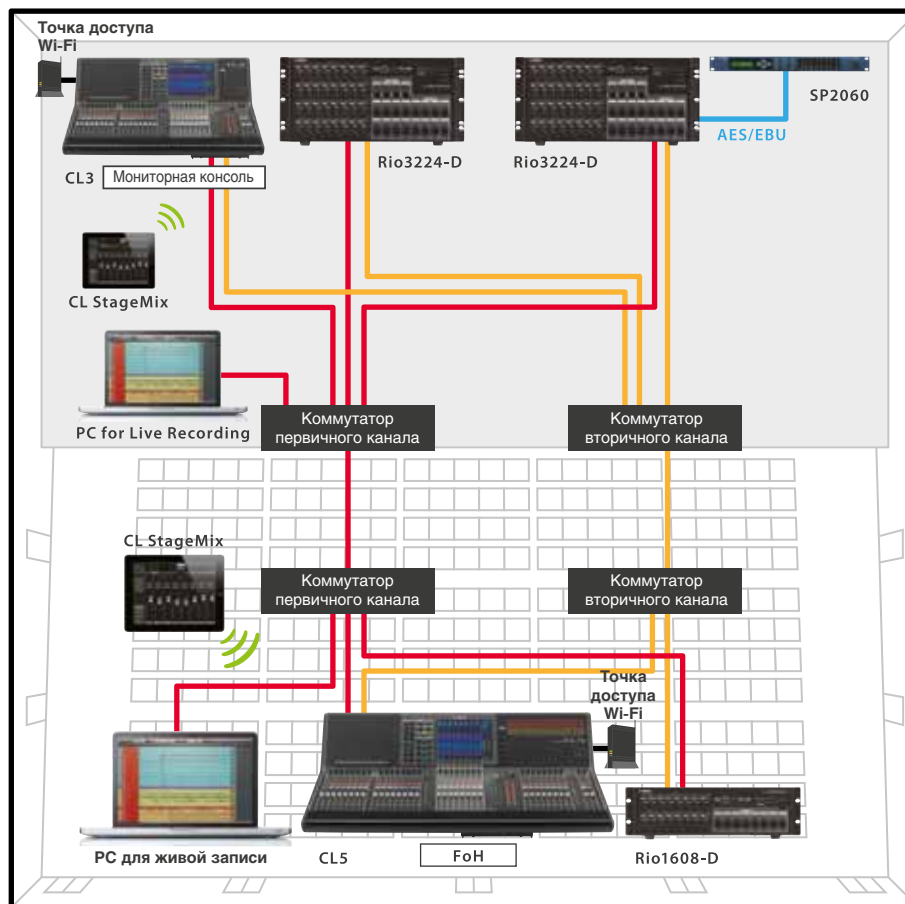 Точка доступа
Wi-Fi
SP2060
AES/EBU
Rio3224-D
Rio3224-D
CL3
Мониторная консоль
CL StageMix
PC for Live Recording
Коммутатор
первичного канала
Коммутатор
вторичного канала
CL StageMix
Коммутатор
первичного канала
Коммутатор
вторичного канала
Точка
доступа
Wi-Fi
PC для живой записи
CL5
FoH
Rio1608-D